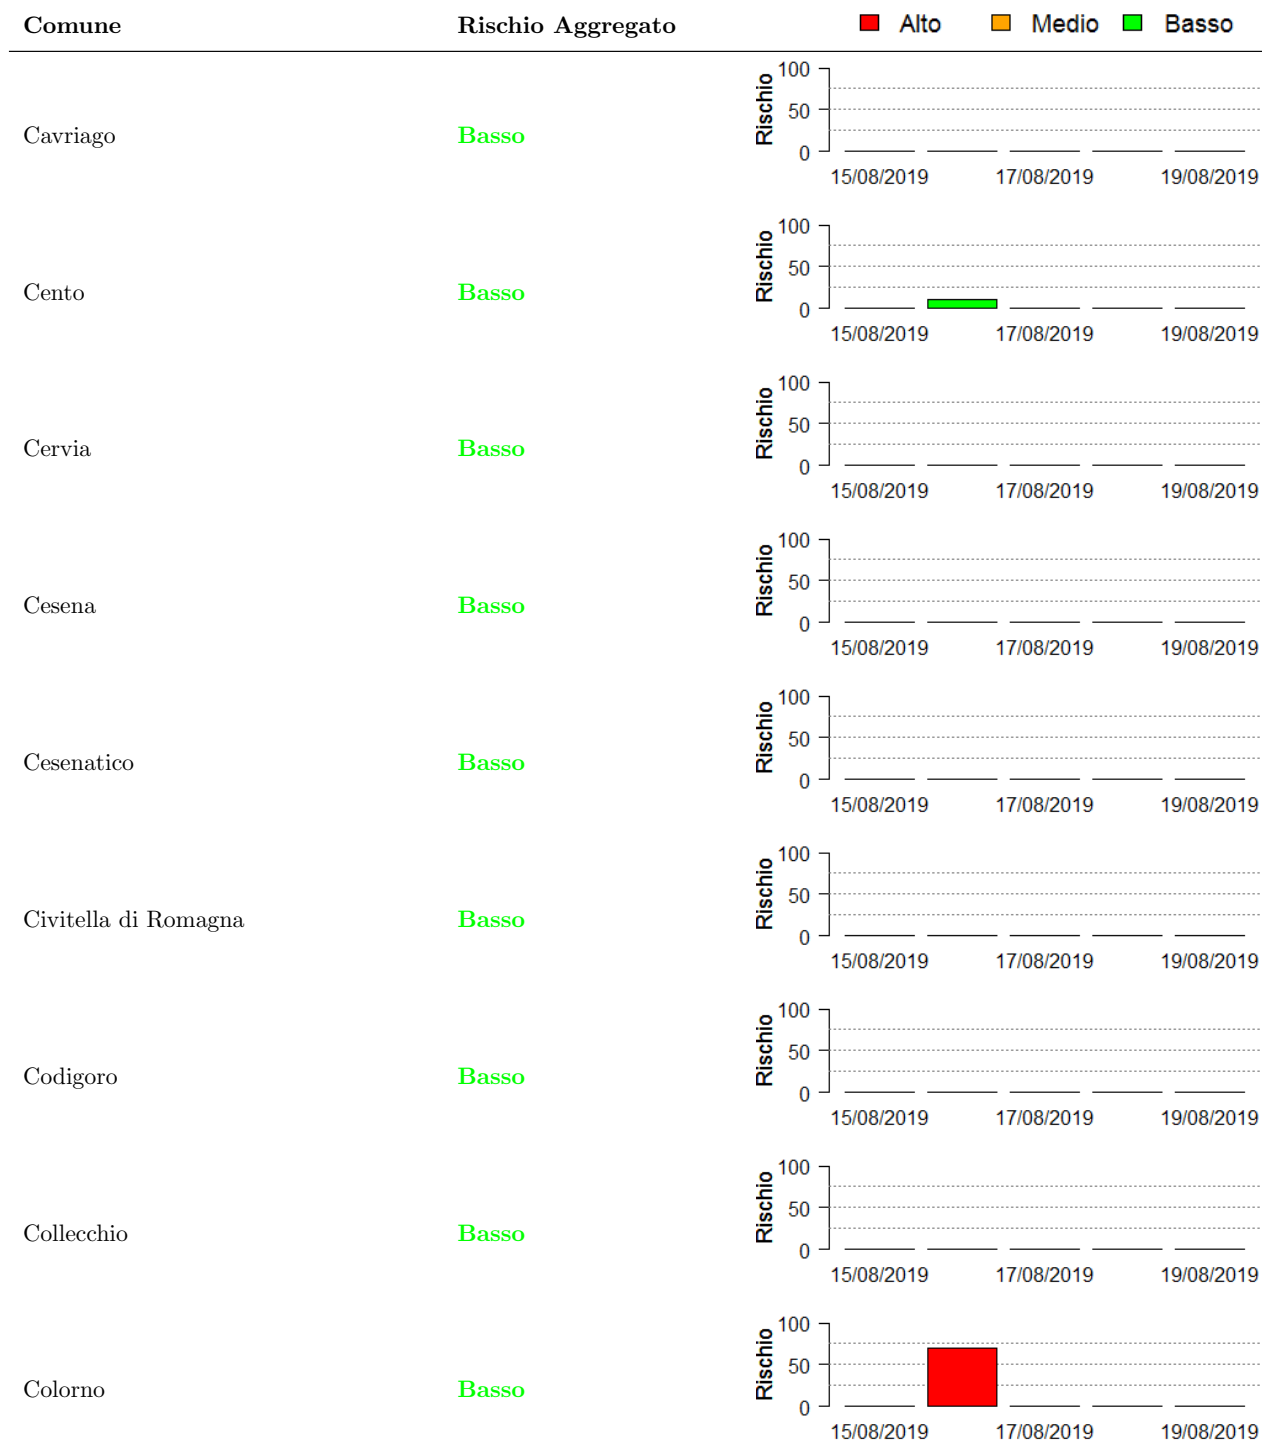 Comune Rischio Aggregato Alto Medio Basso
100
50
0
Rischio
Cavriago Basso
15/08/2019 17/08/2019 19/08/2019
100
50
0
Rischio
Cento Basso
15/08/2019 17/08/2019 19/08/2019
100
50
0
Rischio
Cervia Basso
15/08/2019 17/08/2019 19/08/2019
100
50
0
Rischio
Cesena Basso
15/08/2019 17/08/2019 19/08/2019
100
50
0
Rischio
Cesenatico Basso
15/08/2019 17/08/2019 19/08/2019
100
50
0
Rischio
Civitella di Romagna Basso
15/08/2019 17/08/2019 19/08/2019
100
50
0
Rischio
Codigoro Basso
15/08/2019 17/08/2019 19/08/2019
100
50
0
Rischio
Collecchio Basso
15/08/2019 17/08/2019 19/08/2019
100
50
0
Rischio
Colorno Basso
15/08/2019 17/08/2019 19/08/2019